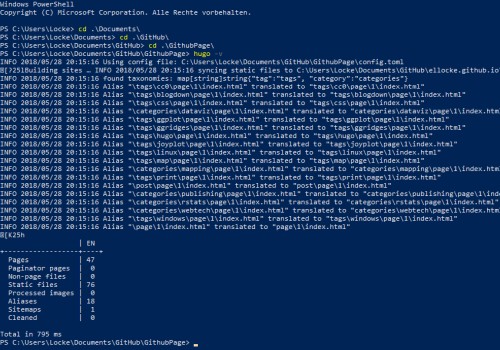 Windows PowerShell
Copyright (C) Microsoft Corporation. Alle Rechte vorbehalten.
PS C:\Users\Locke> cd .\Documents\
PS C:\Users\Locke\Documents> cd .\GitHub\
PS C:\Users\Locke\Documents\GitHub> cd .\GithubPage\
PS C:\Users\Locke\Documents\GitHub\GithubPage> hugo -v
INFO 2018/05/28 20:15:16 Using config file: C:\Users\Locke\Documents\GitHub\GithubPage\config.toml
[25lBuilding sites … INFO 2018/05/28 20:15:16 syncing static files to C:\Users\Locke\Documents\GitHub\ellocke.github.io
INFO 2018/05/28 20:15:16 found taxonomies: map[string]string{"tag":"tags", "category":"categories"}
INFO 2018/05/28 20:15:16 Alias "\tags\cc0\page\1\index.html" translated to "\tags\cc0\page\1\index.html"
INFO 2018/05/28 20:15:16 Alias "\tags\blogdown\page\1\index.html" translated to "\tags\blogdown\page\1\index.html"
INFO 2018/05/28 20:15:16 Alias "\tags\css\page\1\index.html" translated to "\tags\css\page\1\index.html"
INFO 2018/05/28 20:15:16 Alias "\categories\dataviz\page\1\index.html" translated to "\categories\dataviz\page\1\index.html"
INFO 2018/05/28 20:15:16 Alias "\tags\ggplot\page\1\index.html" translated to "\tags\ggplot\page\1\index.html"
INFO 2018/05/28 20:15:16 Alias "\tags\ggridges\page\1\index.html" translated to "\tags\ggridges\page\1\index.html"
INFO 2018/05/28 20:15:16 Alias "\tags\hugo\page\1\index.html" translated to "\tags\hugo\page\1\index.html"
INFO 2018/05/28 20:15:16 Alias "\tags\joyplot\page\1\index.html" translated to "\tags\joyplot\page\1\index.html"
INFO 2018/05/28 20:15:16 Alias "\tags\linux\page\1\index.html" translated to "\tags\linux\page\1\index.html"
INFO 2018/05/28 20:15:16 Alias "\tags\map\page\1\index.html" translated to "\tags\map\page\1\index.html"
INFO 2018/05/28 20:15:16 Alias "\categories\mapping\page\1\index.html" translated to "\categories\mapping\page\1\index.html"
INFO 2018/05/28 20:15:16 Alias "\tags\print\page\1\index.html" translated to "\tags\print\page\1\index.html"
INFO 2018/05/28 20:15:16 Alias "\post\page\1\index.html" translated to "\post\page\1\index.html"
INFO 2018/05/28 20:15:16 Alias "\categories\publishing\page\1\index.html" translated to "\categories\publishing\page\1\inde
INFO 2018/05/28 20:15:16 Alias "\categories\rstats\page\1\index.html" translated to "\categories\rstats\page\1\index.html"
INFO 2018/05/28 20:15:16 Alias "\categories\webtech\page\1\index.html" translated to "\categories\webtech\page\1\index.html"
INFO 2018/05/28 20:15:16 Alias "\tags\windows\page\1\index.html" translated to "\tags\windows\page\1\index.html"
INFO 2018/05/28 20:15:16 Alias "\page\1\index.html" translated to "\page\1\index.html"
[K25h
| EN
+------------------+----+
Pages | 47
Paginator pages | 0
Non-page files | 0
Static files | 76
Processed images | 0
Aliases | 18
Sitemaps | 1
Cleaned | 0
Total in 795 ms
PS C:\Users\Locke\Documents\GitHub\GithubPage> _